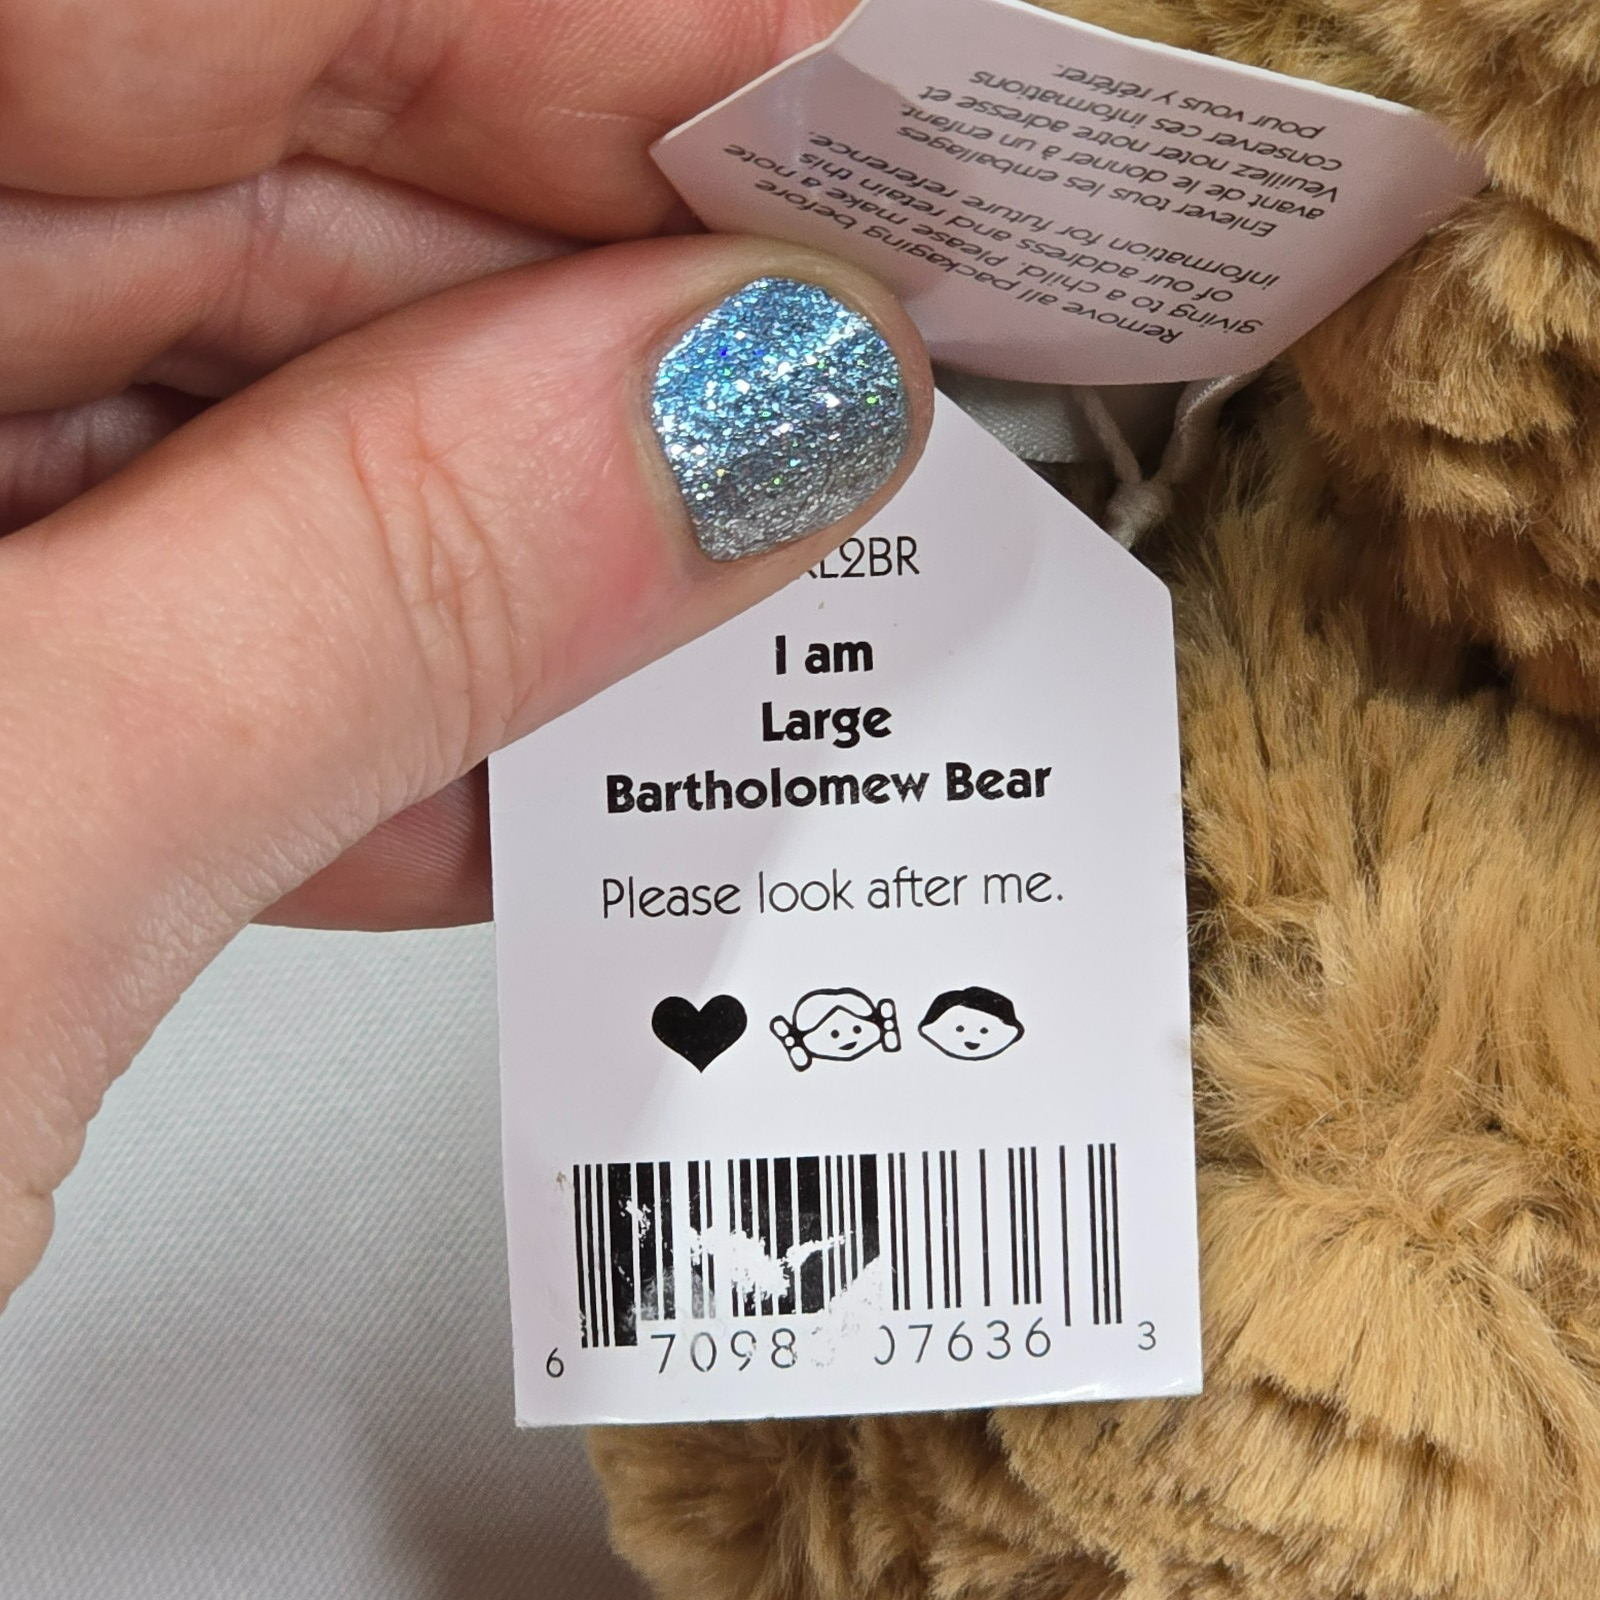 Remove all packaging before
giving to a child. Please make a note
of our address and retain this
information for future reference.
Enlever tous les emballages
avant de le donner à un enfant
Veuillez noter notre adresse et
conserver ces informations
pour vous y référer.
L2BR
I am
Large
Bartholomew Bear
Please look after me.
6 7098 07636 3